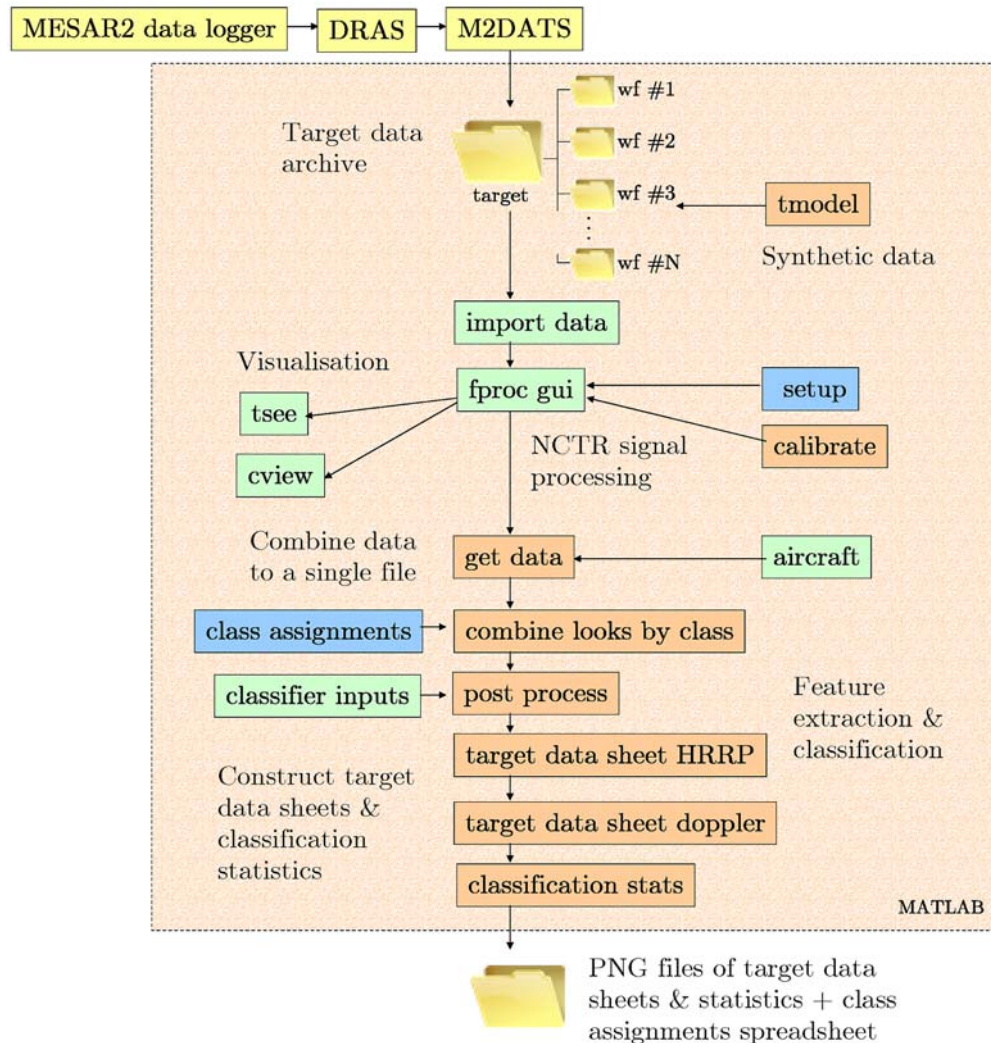 MESAR2 data logger
DRAS
M2DATS
Target data
archive
target
wf #1
wf #2
wf #3
wf #N
tmodel
Synthetic data
import data
Visualisation
fproc gui
setup
tsee
calibrate
cview
NCTR signal
processing
Combine data
to a single file
get data
aircraft
class assignments
combine looks by class
classifier inputs
post process
Feature
extraction &
classification
target data sheet HRRP
Construct target
data sheets &
classification
statistics
target data sheet doppler
classification stats
MATLAB
PNG files of target data
sheets & statistics + class
assignments spreadsheet